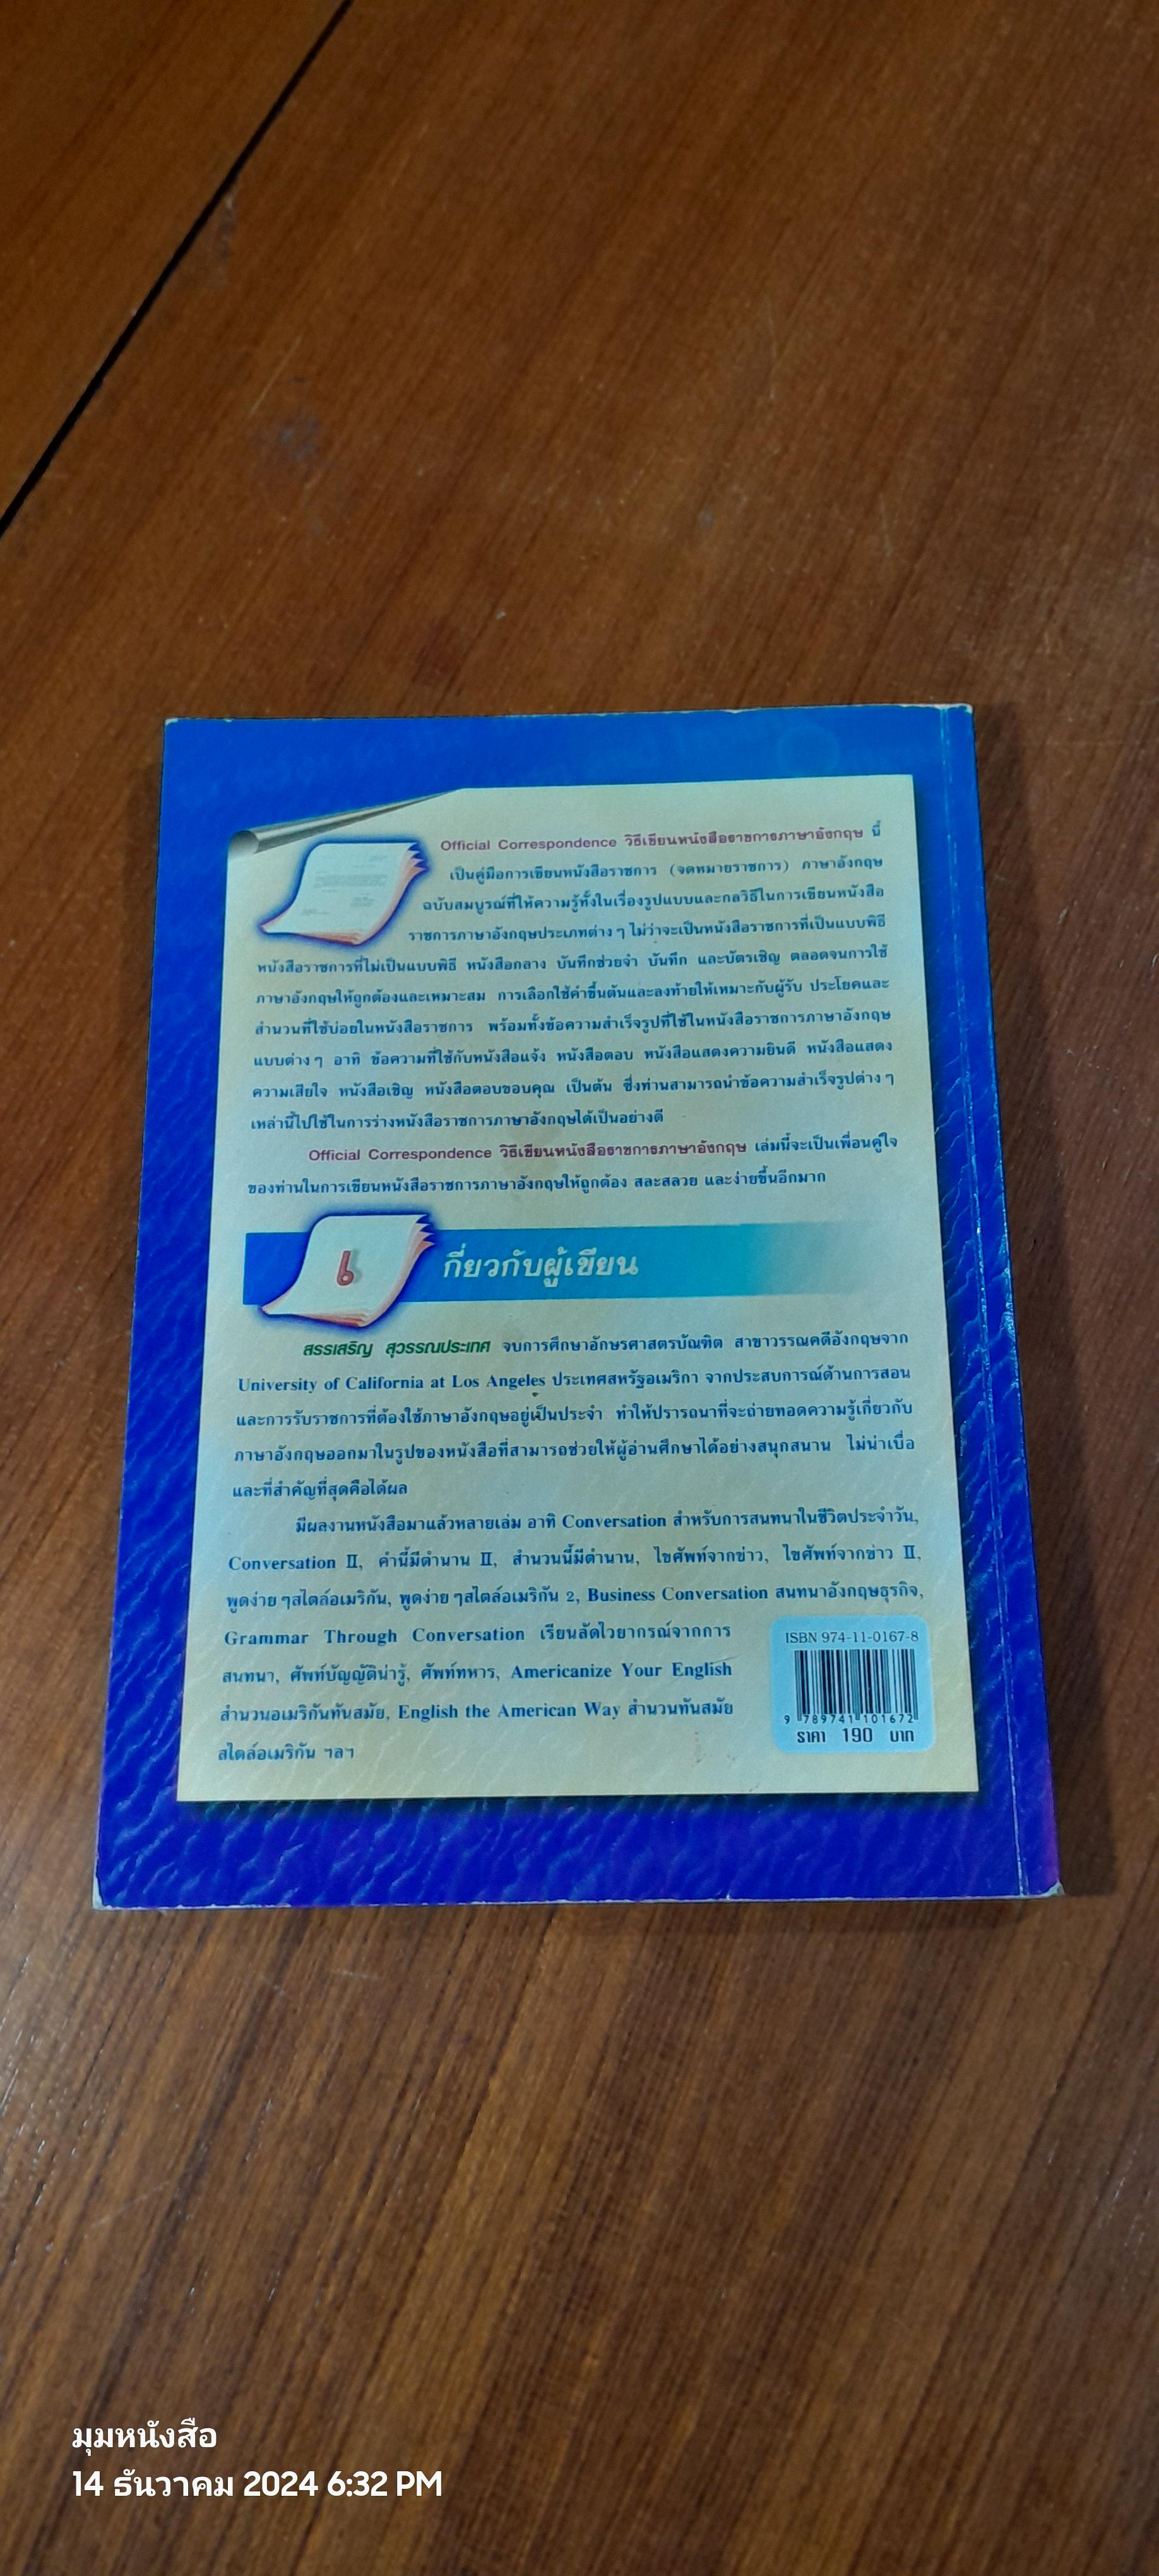 Official Correspondence วิธีเขียนหนังสือราชการภาษาอังกฤษ นี้
เป็นคู่มือการเขียนหนังสือราชการ (จดหมายราชการ) ภาษาอังกฤษ
ฉบับสมบูรณ์ที่ให้ความรู้ทั้งในเรื่องรูปแบบและกลวิธีในการเขียนหนังสือ
ราชการภาษาอังกฤษประเภทต่าง ๆ ไม่ว่าจะเป็นหนังสือราชการที่เป็นแบบพิธี
หนังสือราชการที่ไม่เป็นแบบพิธี หนังสือกลาง บันทึกช่วยจำ บันทึก และบัตรเชิญ ตลอดจนการใช้
ภาษาอังกฤษให้ถูกต้องและเหมาะสม การเลือกใช้คำขึ้นต้นและลงท้ายให้เหมาะกับผู้รับ ประโยคและ
สำนวนที่ใช้บ่อยในหนังสือราชการ พร้อมทั้งข้อความสำเร็จรูปที่ใช้ในหนังสือราชการภาษาอังกฤษ
แบบต่าง ๆ อาทิ ข้อความที่ใช้กับหนังสือแจ้ง หนังสือตอบ หนังสือแสดงความยินดี หนังสือแสดง
ความเสียใจ หนังสือเชิญ หนังสือตอบขอบคุณ เป็นต้น ซึ่งท่านสามารถนำข้อความสำเร็จรูปต่าง ๆ
เหล่านี้ไปใช้ในการร่างหนังสือราชการภาษาอังกฤษได้เป็นอย่างดี
Official Correspondence วิธีเขียนหนังสือราชการภาษาอังกฤษ เล่มนี้จะเป็นเพื่อนคู่ใจ
ของท่านในการเขียนหนังสือราชการภาษาอังกฤษให้ถูกต้อง สละสลวย และง่ายขึ้นอีกมาก
เกี่ยวกับผู้เขียน
สรรเสริญ สุวรรณประเทศ จบการศึกษาอักษรศาสตรบัณฑิต สาขาวรรณคดีอังกฤษจาก
University of California at Los Angeles ประเทศสหรัฐอเมริกา จากประสบการณ์ด้านการสอน
และการรับราชการที่ต้องใช้ภาษาอังกฤษอยู่เป็นประจำ ทำให้ปรารถนาที่จะถ่ายทอดความรู้เกี่ยวกับ
ภาษาอังกฤษออกมาในรูปของหนังสือที่สามารถช่วยให้ผู้อ่านศึกษาได้อย่างสนุกสนาน ไม่น่าเบื่อ
และที่สำคัญที่สุดคือได้ผล
มีผลงานหนังสือมาแล้วหลายเล่ม อาทิ Conversation สำหรับการสนทนาในชีวิตประจำวัน,
Conversation II, คำนี้มีตำนาน II, สำนวนนี้มีตำนาน, ไขศัพท์จากข่าว, ไขศัพท์จากข่าว II,
พูดง่าย ๆสไตล์อเมริกัน, พูดง่าย ๆสไตล์อเมริกัน 2, Business Conversation สนทนาอังกฤษธุรกิจ,
Grammar Through Conversation เรียนลัดไวยากรณ์จากการ
สนทนา, ศัพท์บัญญัติน่ารู้, ศัพท์ทหาร, Americanize Your English
สำนวนอเมริกันทันสมัย, English the American Way สำนวนทันสมัย
สไตล์อเมริกัน ฯลฯ
ISBN 974-11-0167-8
9 789741 101672
ราคา 190 บาท
มุมหนังสือ
14 ธันวาคม 2024 6:32 PM